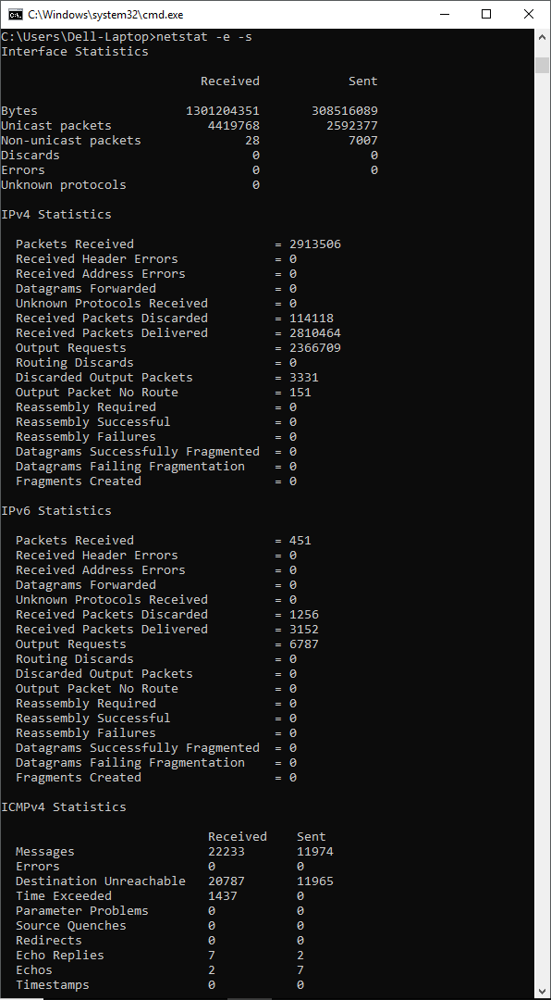 C:\Windows\system32\cmd.exe
C:\Users\Dell-Laptop>netstat -e -s
Interface Statistics
Received Sent
Bytes 1301204351 308516089
Unicast packets 4419768 2592377
Non-unicast packets 28 7007
Discards 0 0
Errors 0 0
Unknown protocols 0
IPv4 Statistics
Packets Received = 2913506
Received Header Errors = 0
Received Address Errors = 0
Datagrams Forwarded = 0
Unknown Protocols Received = 0
Received Packets Discarded = 114118
Received Packets Delivered = 2810464
Output Requests = 2366709
Routing Discards = 0
Discarded Output Packets = 3331
Output Packet No Route = 151
Reassembly Required = 0
Reassembly Successful = 0
Reassembly Failures = 0
Datagrams Successfully Fragmented = 0
Datagrams Failing Fragmentation = 0
Fragments Created = 0
IPv6 Statistics
Packets Received = 451
Received Header Errors = 0
Received Address Errors = 0
Datagrams Forwarded = 0
Unknown Protocols Received = 0
Received Packets Discarded = 1256
Received Packets Delivered = 3152
Output Requests = 6787
Routing Discards = 0
Discarded Output Packets = 0
Output Packet No Route = 0
Reassembly Required = 0
Reassembly Successful = 0
Reassembly Failures = 0
Datagrams Successfully Fragmented = 0
Datagrams Failing Fragmentation = 0
Fragments Created = 0
ICMPv4 Statistics
Received Sent
Messages 22233 11974
Errors 0 0
Destination Unreachable 20787 11965
Time Exceeded 1437 0
Parameter Problems 0 0
Source Quenches 0 0
Redirects 0 0
Echo Replies 7 2
Echos 2 7
Timestamps 0 0